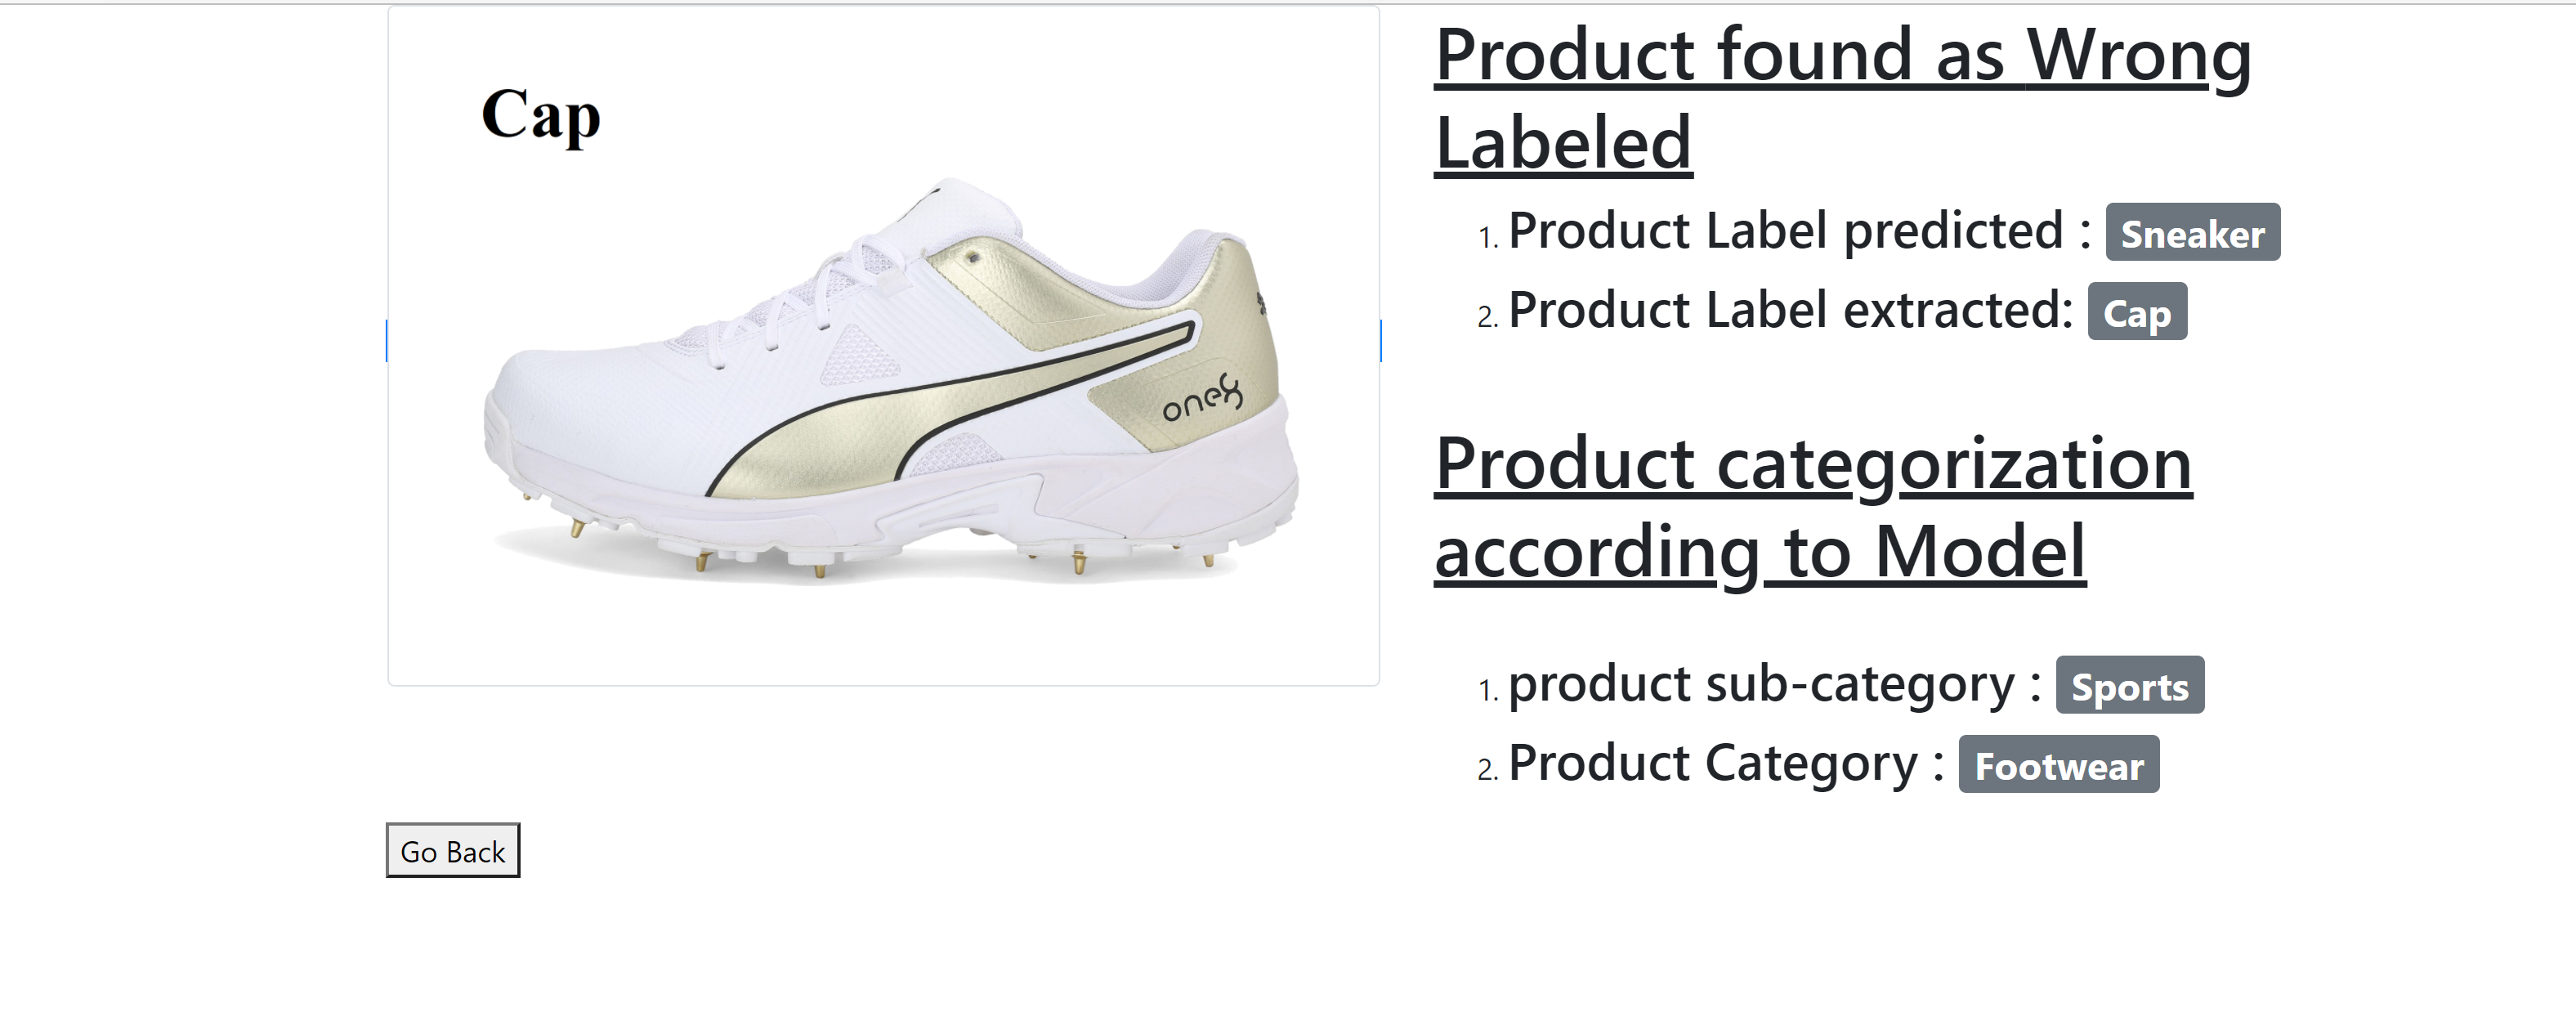 Cap
one8
Product found as Wrong
Labeled
1. Product Label predicted : Sneaker
2. Product Label extracted: Cap
Product categorization
according to Model
1. product sub-category : Sports
2. Product Category : Footwear
Go Back